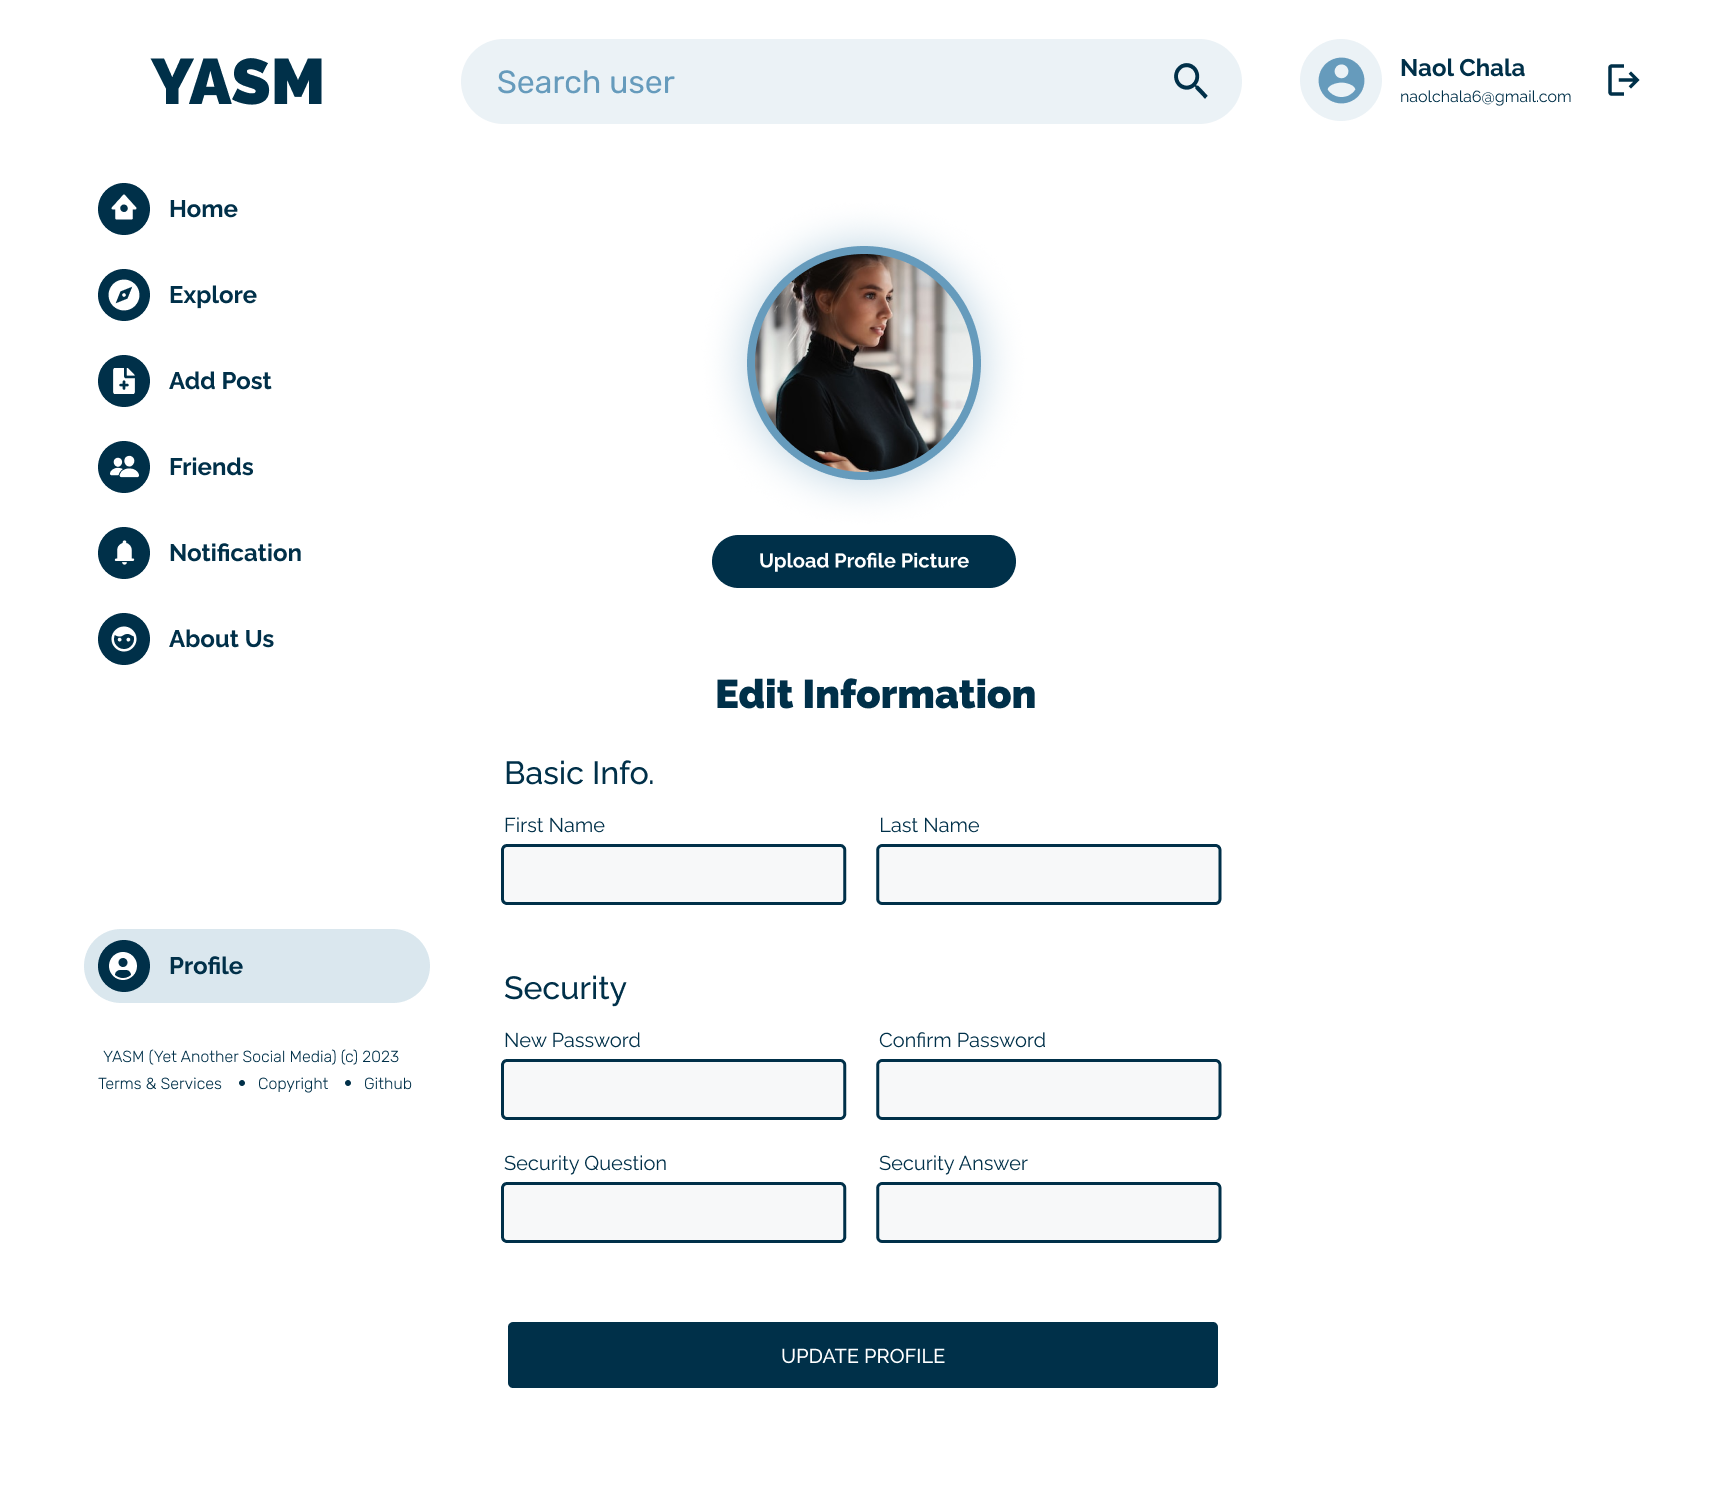 YASM
Search user
Naol Chala
naolchala6@gmail.com
Home
Explore
Add Post
Friends
Notification
About Us
Profile
YASM (Yet Another Social Media) (c) 2023
Terms & Services • Copyright • Github
Upload Profile Picture
Edit Information
Basic Info.
First Name
Last Name
Security
New Password
Confirm Password
Security Question
Security Answer
UPDATE PROFILE